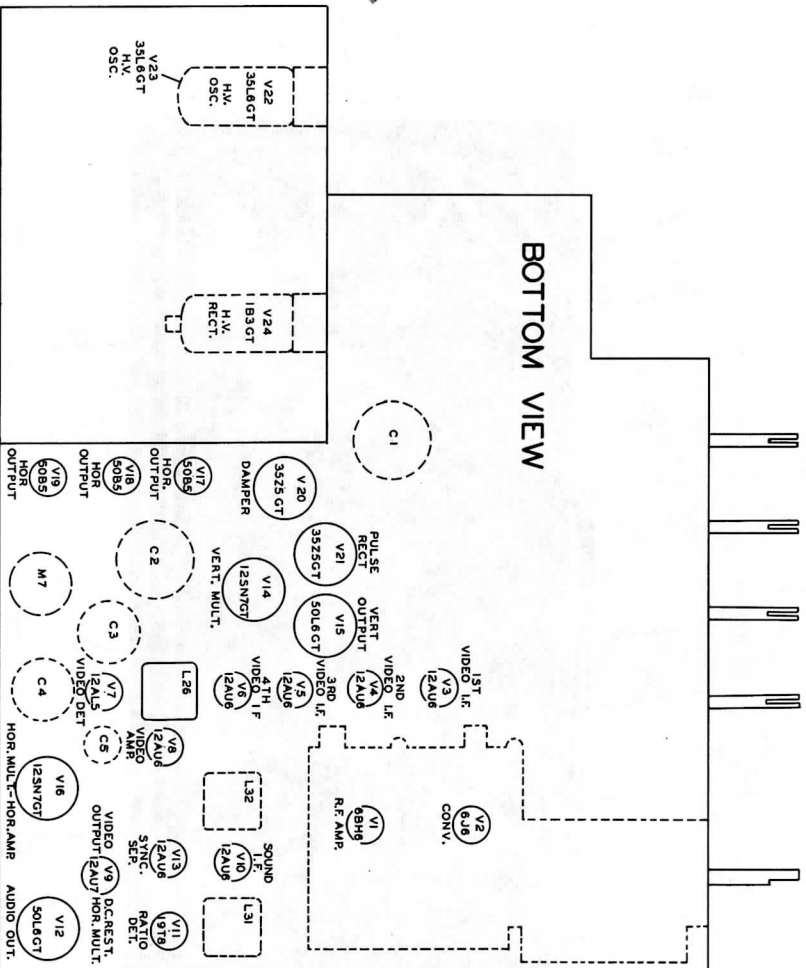 BOTTOM VIEW
V23
35L6GT
H.V.
OSC.
V22
35L6GT
H.V.
OSC.
V24
1B3GT
H.V.
RECT.
C1
V19
50B5
HOR
OUTPUT
V18
50B5
HOR
OUTPUT
V17
50B5
HOR.
OUTPUT
V20
35Z5GT
DAMPER
PULSE
RECT
V21
35Z5GT
VERT
OUTPUT
V15
50L6GT
V14
12SN7GT
VERT. MULT.
C2
M7
C3
C4
C5
V7
12AL5
VIDEO DET
L26
V6
12AU6
4TH
VIDEO I F
V5
12AU6
3RD
VIDEO I.F.
V4
12AU6
2ND
VIDEO I.F.
V3
12AU6
1ST
VIDEO I.F.
V8
12AU6
VIDEO
AMP.
L32
V1
6BH6
R.F. AMP.
V2
6J6
CONV.
V16
12SN7GT
HOR. MULT.-HOR. AMP
VIDEO
OUTPUT
V9
12AU7
D.C. REST.
HOR. MULT.
V13
12AU6
SYNC.
SEP.
SOUND
I.F.
V10
12AU6
L31
V11
19T8
RATIO
DET.
V12
50L6GT
AUDIO OUT.